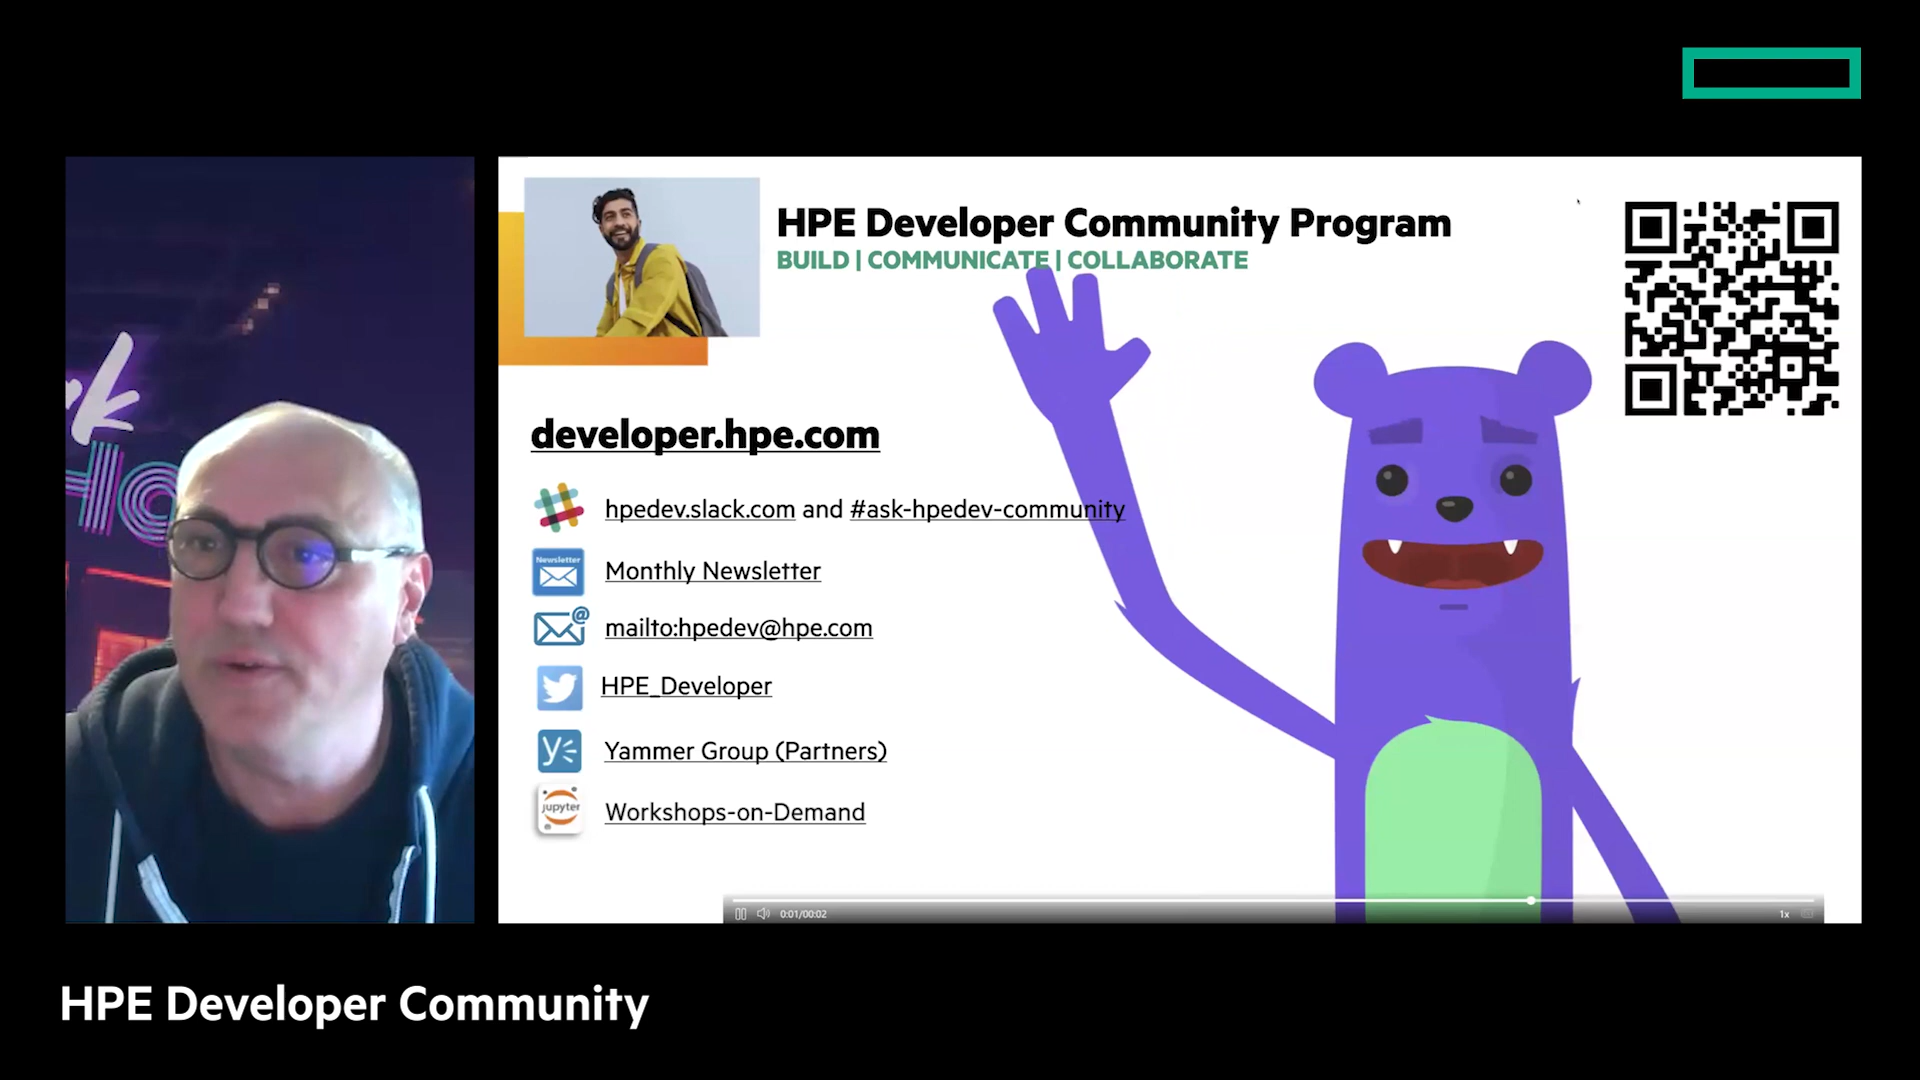 HPE Developer Community Program
BUILD | COMMUNICATE | COLLABORATE
developer.hpe.com
hpedev.slack.com and #ask-hpedev-community
Newsletter
Monthly Newsletter
@
mailto:hpedev@hpe.com
HPE_Developer
Yammer Group (Partners)
jupyter
Workshops-on-Demand
0:01/00:02
1x
HPE Developer Community